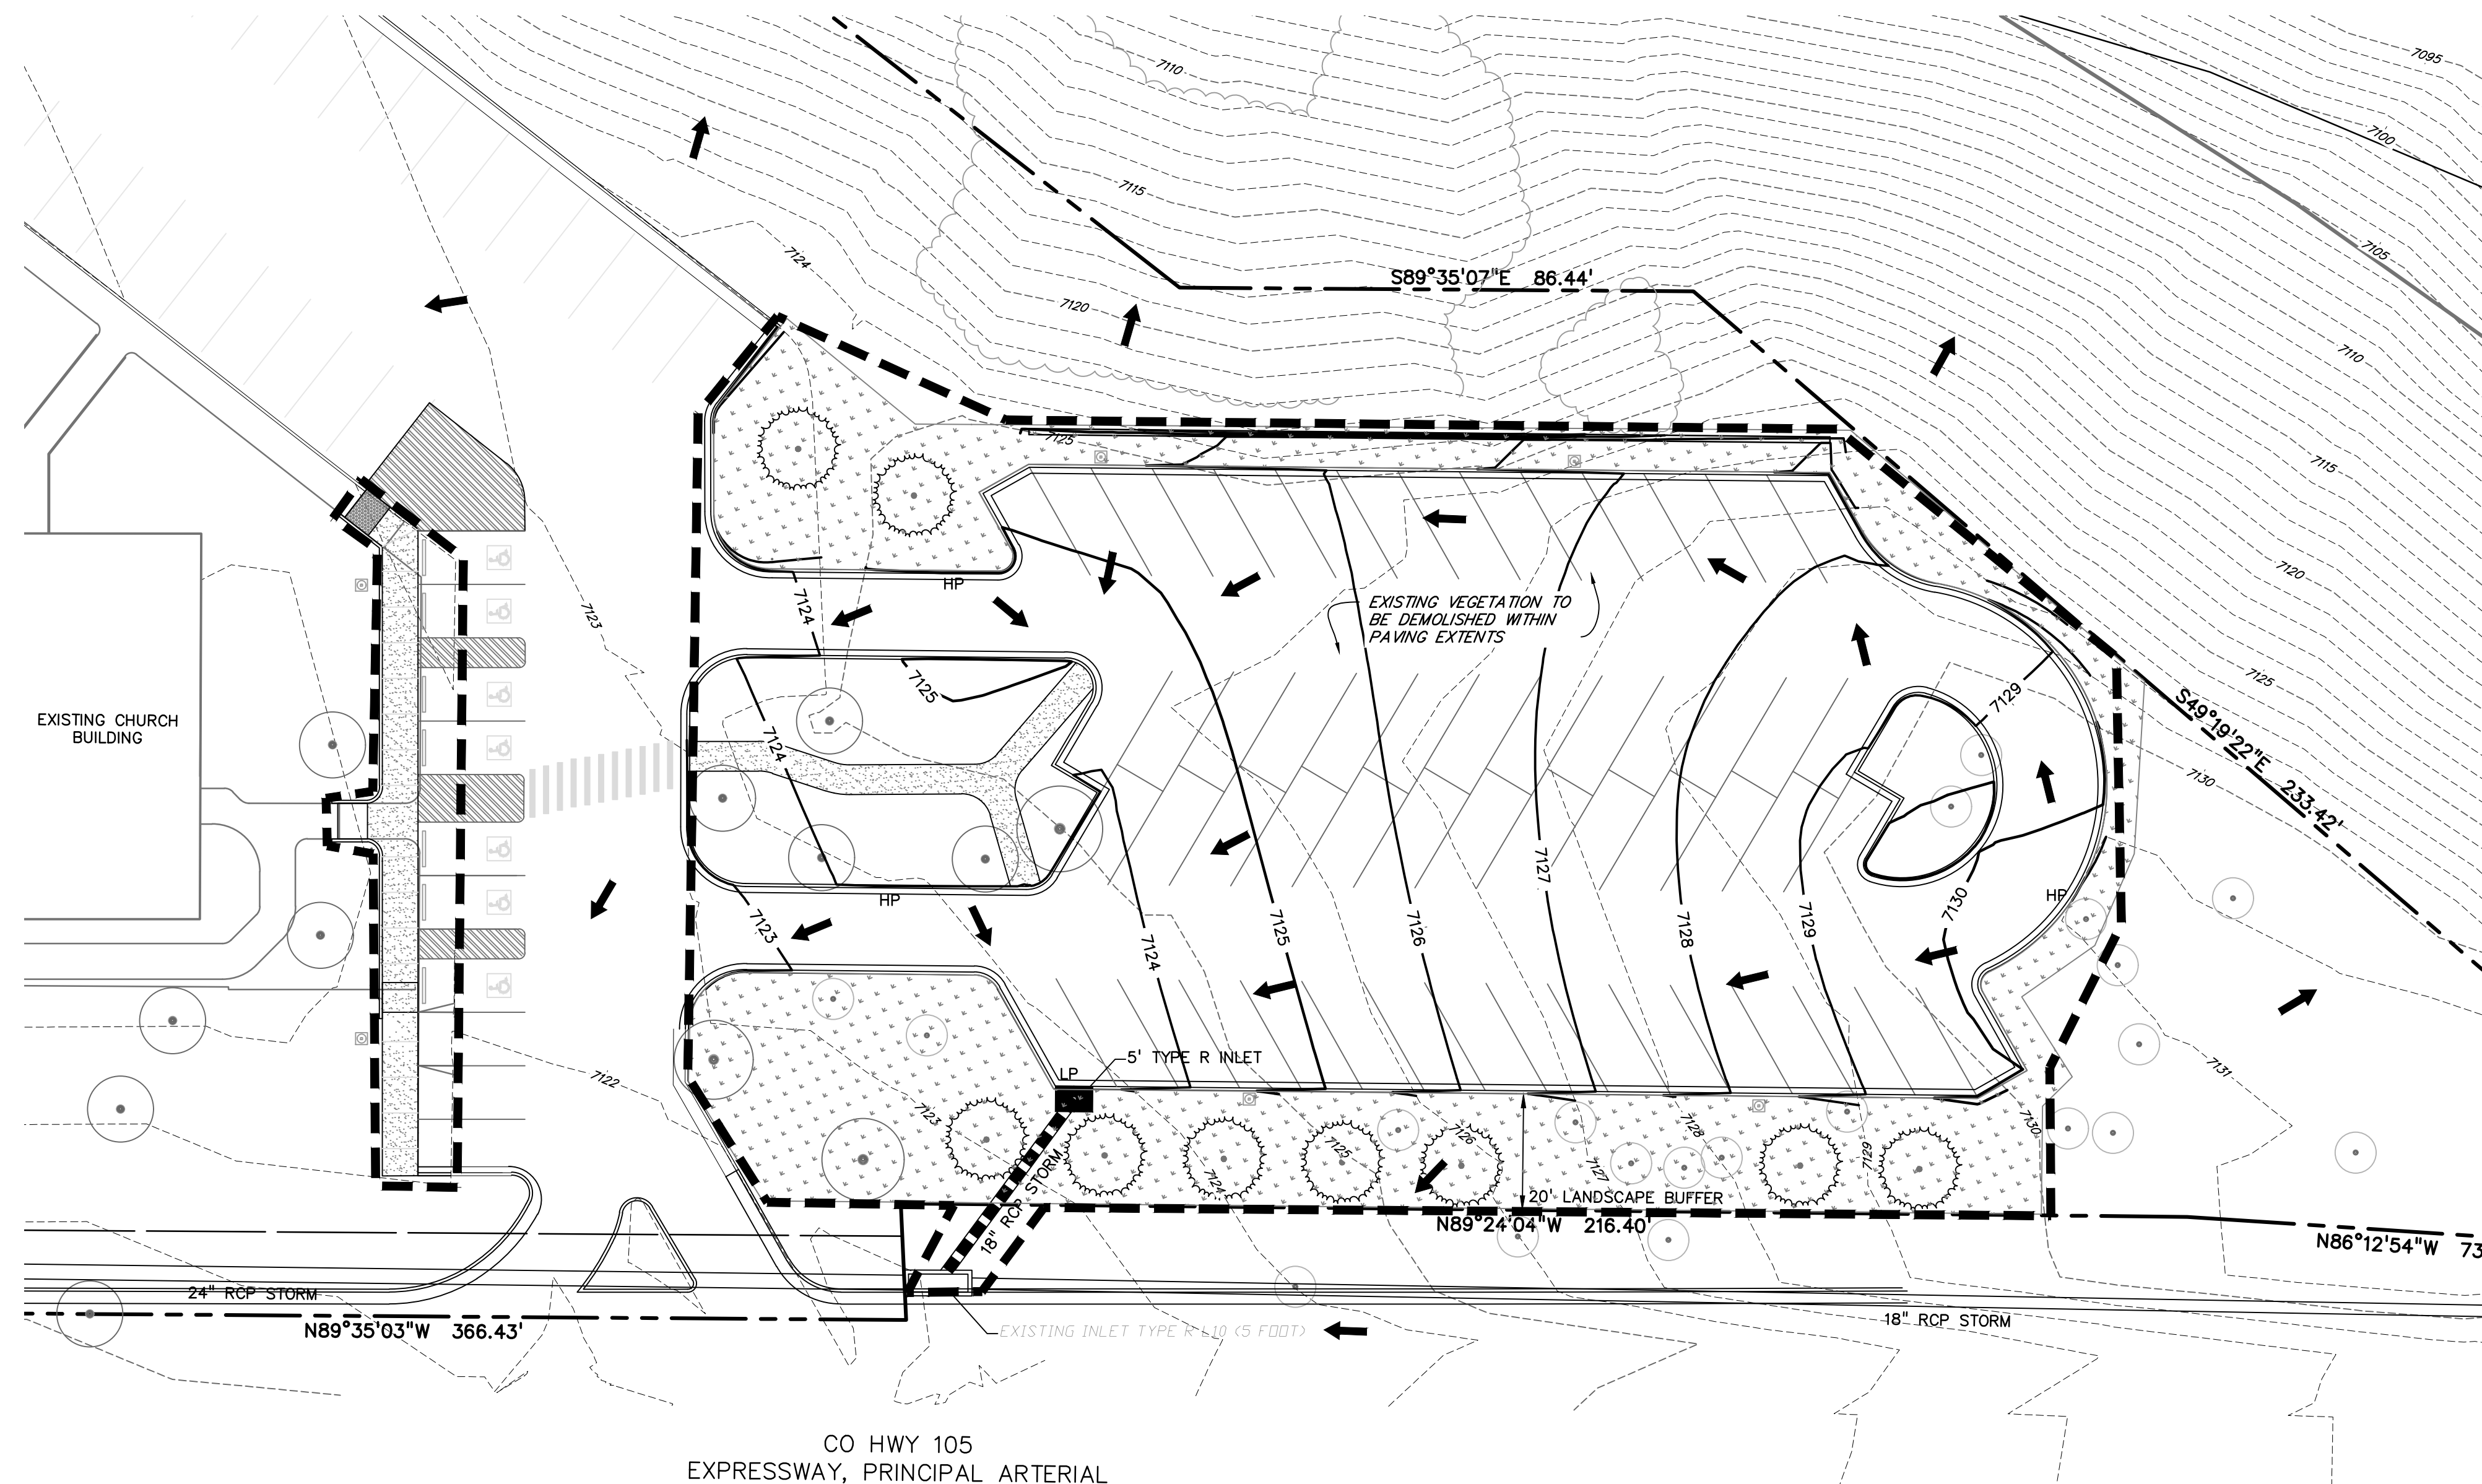 7095
7110
7100
7115
7105
7124
S89°35'07"E 86.44'
7120
7110
7125
7115
HP
7124
7123
EXISTING VEGETATION TO
BE DEMOLISHED WITHIN
PAVING EXTENTS
7120
7125
7129
7125
S49°19'22"E 233.42'
7130
EXISTING CHURCH
BUILDING
7124
7127
HP
HP
7123
7124
7125
7126
7128
7129
7130
5' TYPE R INLET
LP
7122
7123
7131
7124
7125
7126
7127
7128
7129
7130
18" RCP STORM
20' LANDSCAPE BUFFER
N89°24'04"W 216.40'
N86°12'54"W 73
24" RCP STORM
N89°35'03"W 366.43'
EXISTING INLET TYPE R L10 (5 FOOT)
18" RCP STORM
CO HWY 105
EXPRESSWAY, PRINCIPAL ARTERIAL